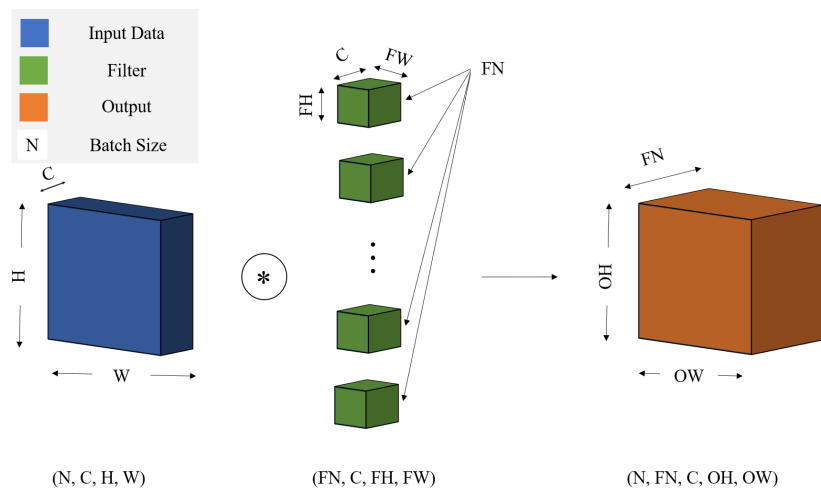 Input Data
Filter
Output
N Batch Size
C
H
W
*
C
FW
FH
FN
FN
OH
OW
(N, C, H, W)
(FN, C, FH, FW)
(N, FN, C, OH, OW)